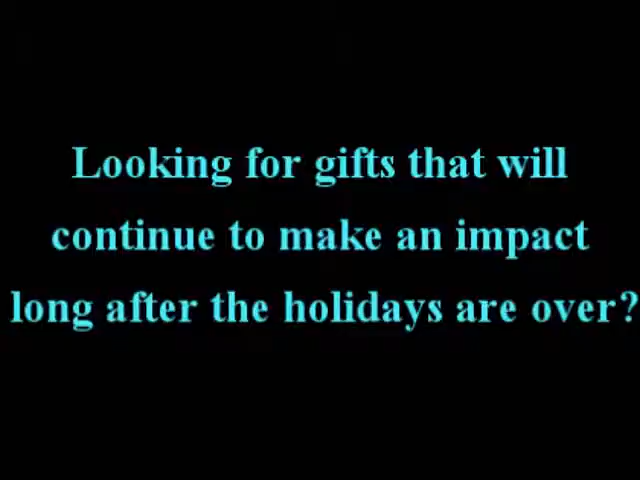 Looking for gifts that will
continue to make an impact
long after the holidays are over?